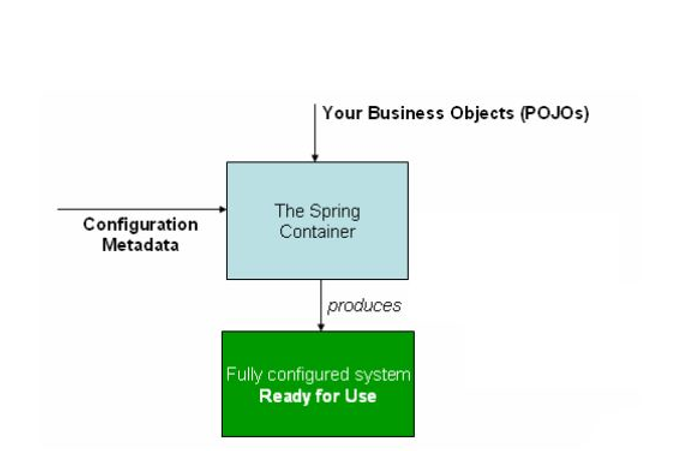 Your Business Objects (POJOs)
The Spring
Container
Configuration
Metadata
produces
Fully configured system
Ready for Use